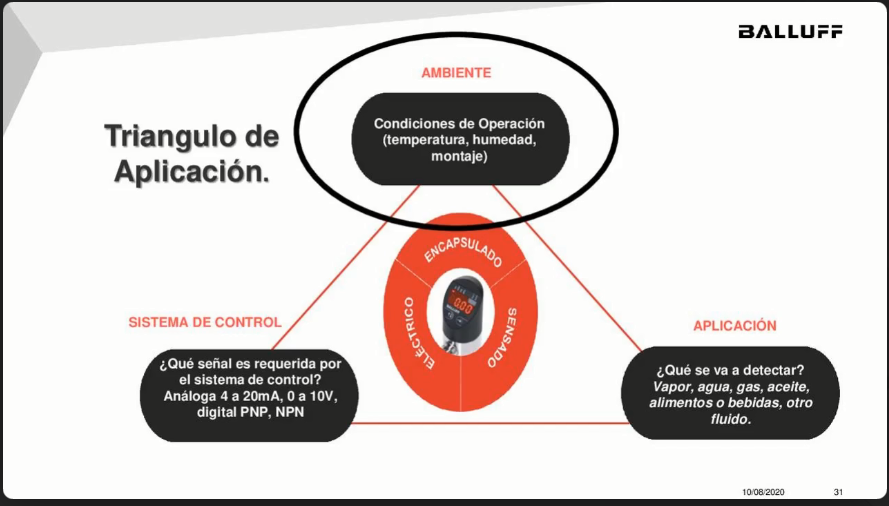 BALLUFF
Triangulo de
Aplicación.
AMBIENTE
Condiciones de Operación
(temperatura, humedad,
montaje)
ENCAPSULADO
ELÉCTRICO
SENSADO
0.00
SISTEMA DE CONTROL
¿Qué señal es requerida por
el sistema de control?
Análoga 4 a 20mA, 0 a 10V,
digital PNP, NPN
APLICACIÓN
¿Qué se va a detectar?
Vapor, agua, gas, aceite,
alimentos o bebidas, otro
fluido.
10/08/2020
31